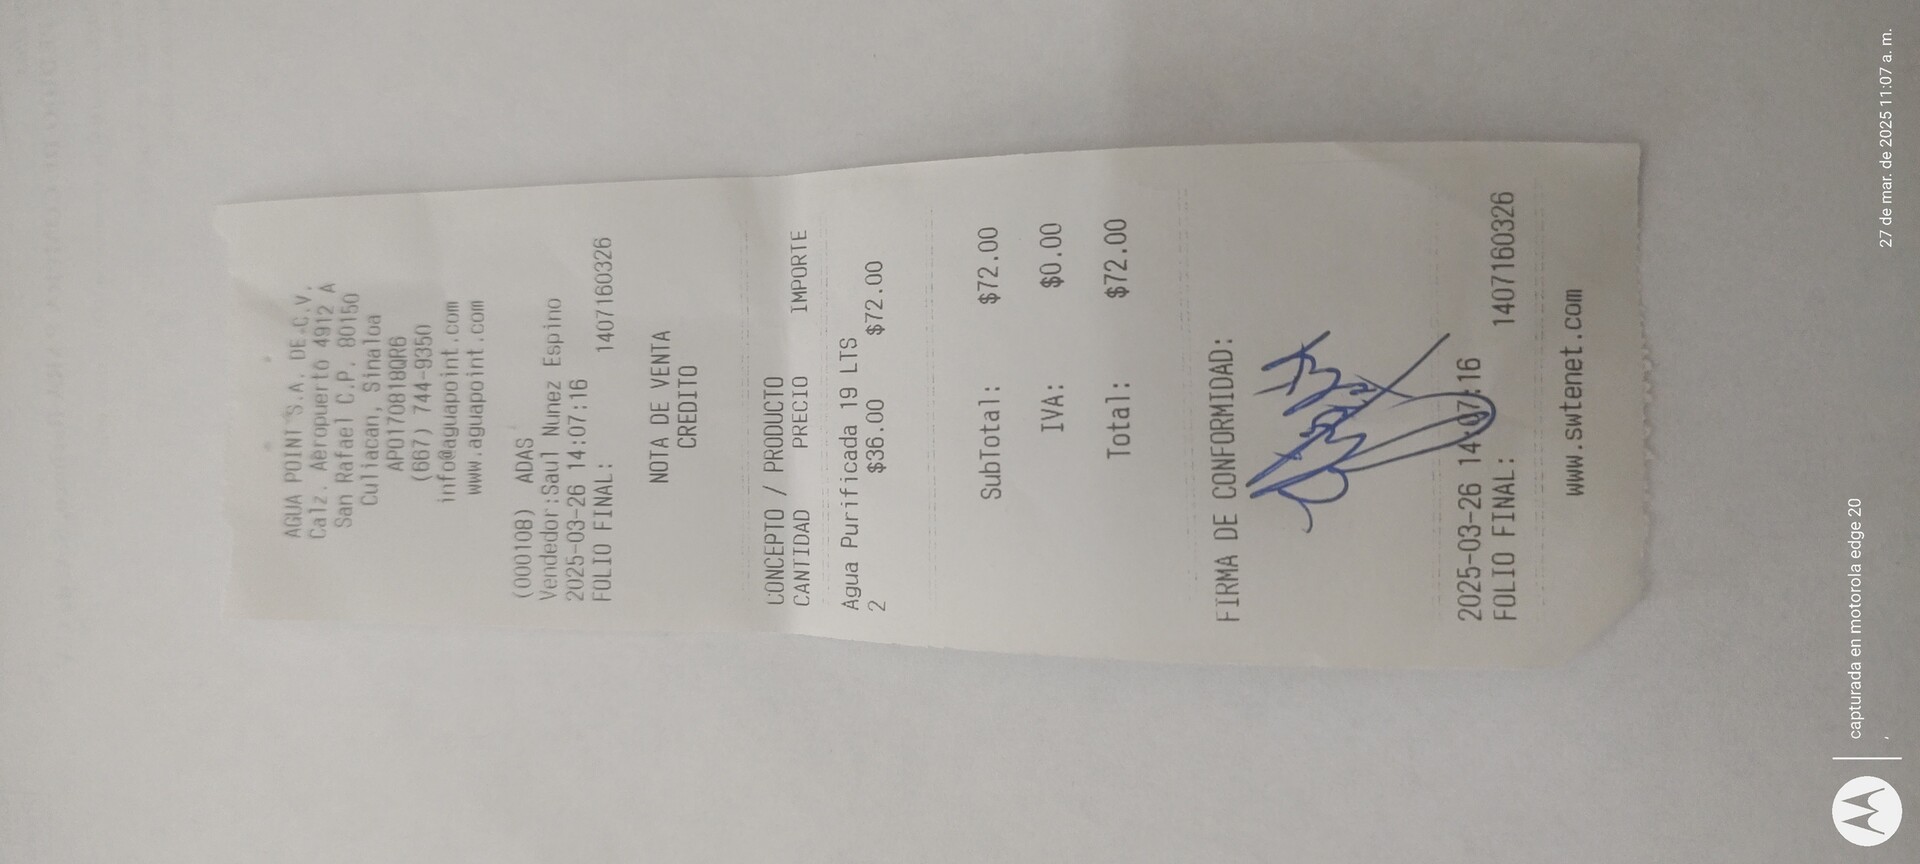 AGUA POINT S.A. DE C.V.
Calz. Aeropuerto 4912 A
San Rafael C.P. 80150
Culiacan, Sinaloa
APO170818QR6
(667) 744-9350
info@aguapoint.com
www.aguapoint.com
(000108) ADAS
Vendedor:Saul Nunez Espino
2025-03-26 14:07:16
FOLIO FINAL: 1407160326
NOTA DE VENTA
CREDITO
CONCEPTO / PRODUCTO
CANTIDAD PRECIO IMPORTE
Agua Purificada 19 LTS
2 $36.00 $72.00
SubTotal: $72.00
IVA: $0.00
Total: $72.00
FIRMA DE CONFORMIDAD:
2025-03-26 14:07:16
FOLIO FINAL: 1407160326
www.swtenet.com
capturada en motorola edge 20
27 de mar. de 2025 11:07 a. m.